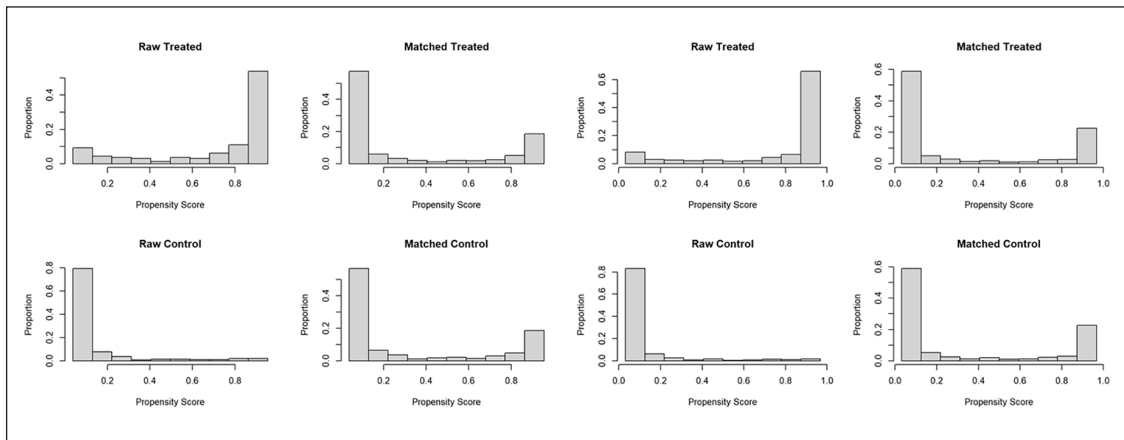 Raw Treated
Proportion
0.0 0.2 0.4
0.2 0.4 0.6 0.8
Propensity Score
Matched Treated
Proportion
0.0 0.2 0.4
0.2 0.4 0.6 0.8
Propensity Score
Raw Treated
Proportion
0.0 0.2 0.4 0.6
0.0 0.2 0.4 0.6 0.8 1.0
Propensity Score
Matched Treated
Proportion
0.0 0.2 0.4 0.6
0.0 0.2 0.4 0.6 0.8 1.0
Propensity Score
Raw Control
Proportion
0.0 0.2 0.4 0.6 0.8
0.2 0.4 0.6 0.8
Propensity Score
Matched Control
Proportion
0.0 0.2 0.4
0.2 0.4 0.6 0.8
Propensity Score
Raw Control
Proportion
0.0 0.2 0.4 0.6 0.8
0.0 0.2 0.4 0.6 0.8 1.0
Propensity Score
Matched Control
Proportion
0.0 0.2 0.4 0.6
0.0 0.2 0.4 0.6 0.8 1.0
Propensity Score